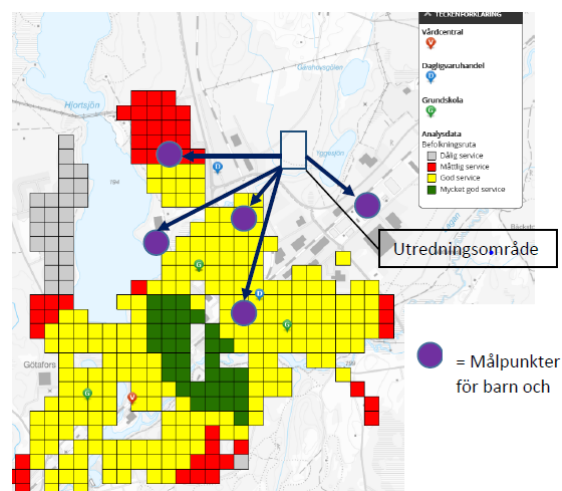 TECKENFÖRKLARING
Vårdcentral
V
Dagligvaruhandel
D
Grundskola
G
Analysdata
Befolkningsruta
Dålig service
Måttlig service
God service
Mycket god service
Hjortsjön
D
G
D
G
G
V
Götafors
Utredningsområde
= Målpunkter
för barn och